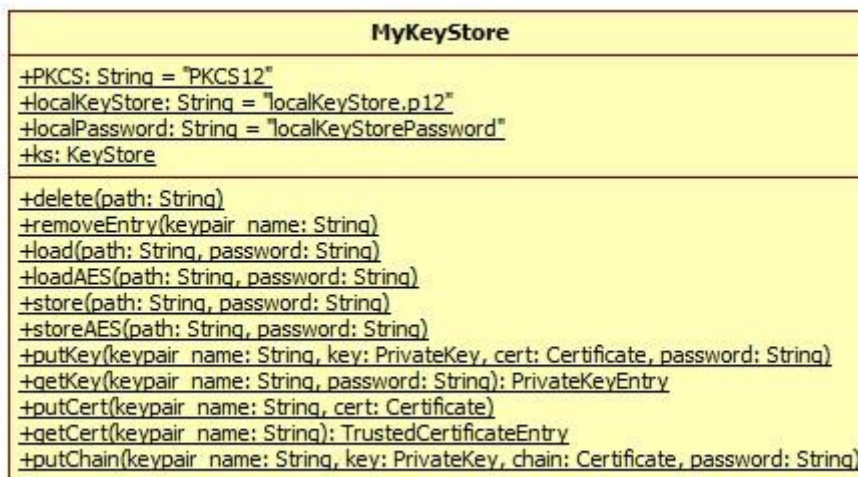 MyKeyStore
+PKCS: String = "PKCS12"
+localKeyStore: String = "localKeyStore.p12"
+localPassword: String = "localKeyStorePassword"
+ks: KeyStore
+delete(path: String)
+removeEntry(keypair_name: String)
+load(path: String, password: String)
+loadAES(path: String, password: String)
+store(path: String, password: String)
+storeAES(path: String, password: String)
+putKey(keypair_name: String, key: PrivateKey, cert: Certificate, password: String)
+getKey(keypair_name: String, password: String): PrivateKeyEntry
+putCert(keypair_name: String, cert: Certificate)
+getCert(keypair_name: String): TrustedCertificateEntry
+putChain(keypair_name: String, key: PrivateKey, chain: Certificate, password: String)